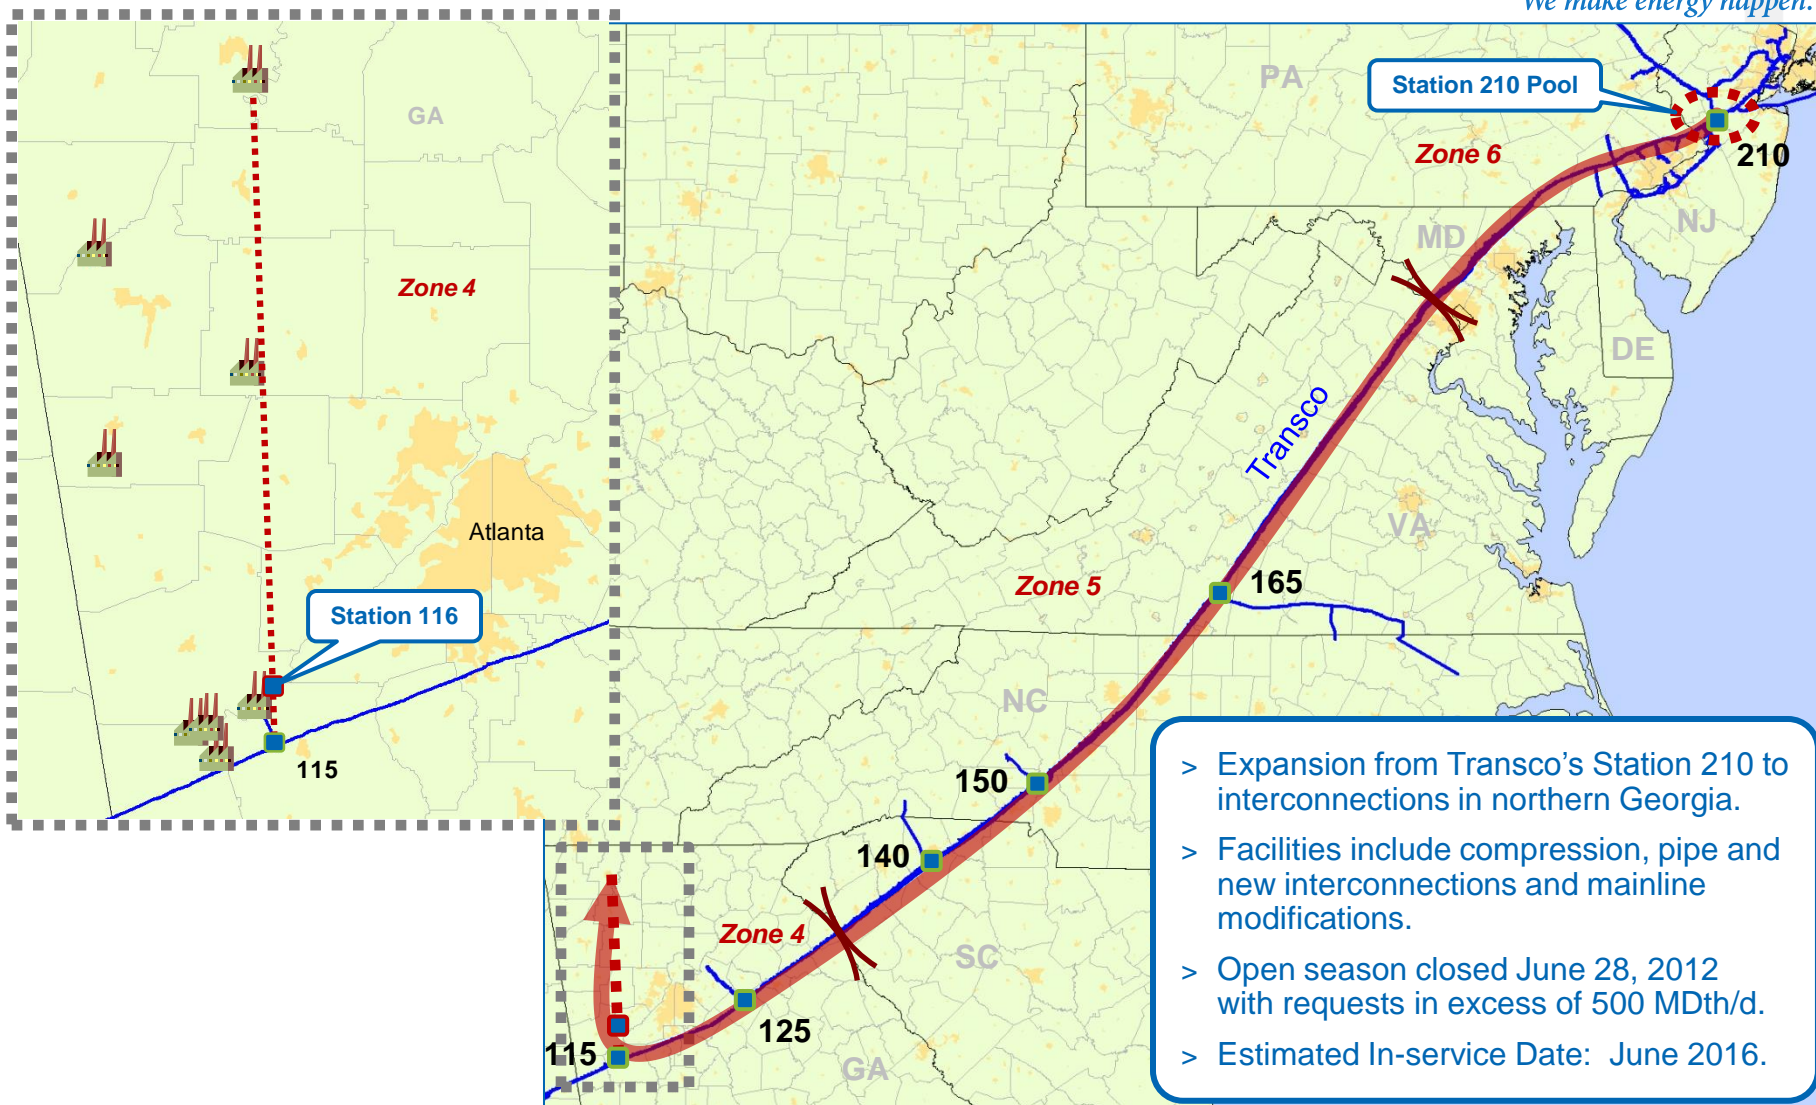 We make energy happen.
GA
Zone 4
Atlanta
Station 116
115
PA
Station 210 Pool
Zone 6
210
NJ
MD
DE
Transco
VA
Zone 5
165
NC
150
140
Zone 4
SC
125
115
GA
> Expansion from Transco's Station 210 to
interconnections in northern Georgia.
> Facilities include compression, pipe and
new interconnections and mainline
modifications.
> Open season closed June 28, 2012
with requests in excess of 500 MDth/d.
> Estimated In-service Date: June 2016.